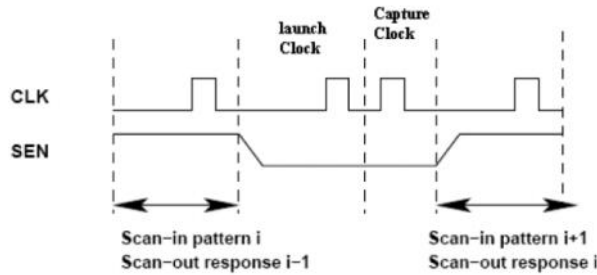 launch
Clock
Capture
Clock
CLK
SEN
Scan-in pattern i
Scan-out response i-1
Scan-in pattern i+1
Scan-out response i